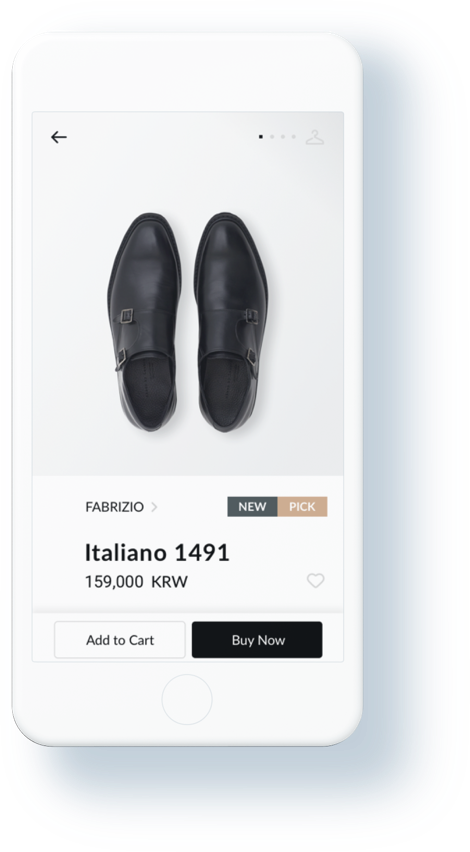 FABRIZIO
NEW PICK
Italiano 1491
159,000 KRW
Add to Cart Buy Now